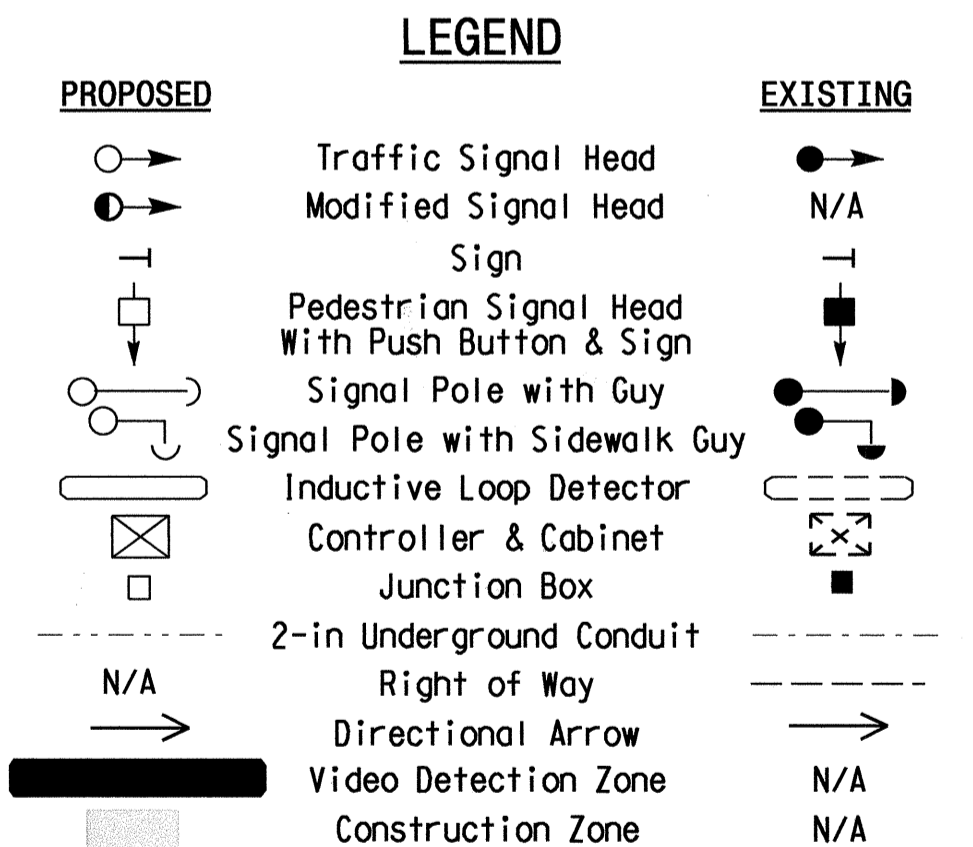 LEGEND
PROPOSED EXISTING
Traffic Signal Head
Modified Signal Head N/A
Sign
Pedestrian Signal Head
With Push Button & Sign
Signal Pole with Guy
Signal Pole with Sidewalk Guy
Inductive Loop Detector
Controller & Cabinet
Junction Box
2-in Underground Conduit
N/A Right of Way
Directional Arrow
Video Detection Zone N/A
Construction Zone N/A